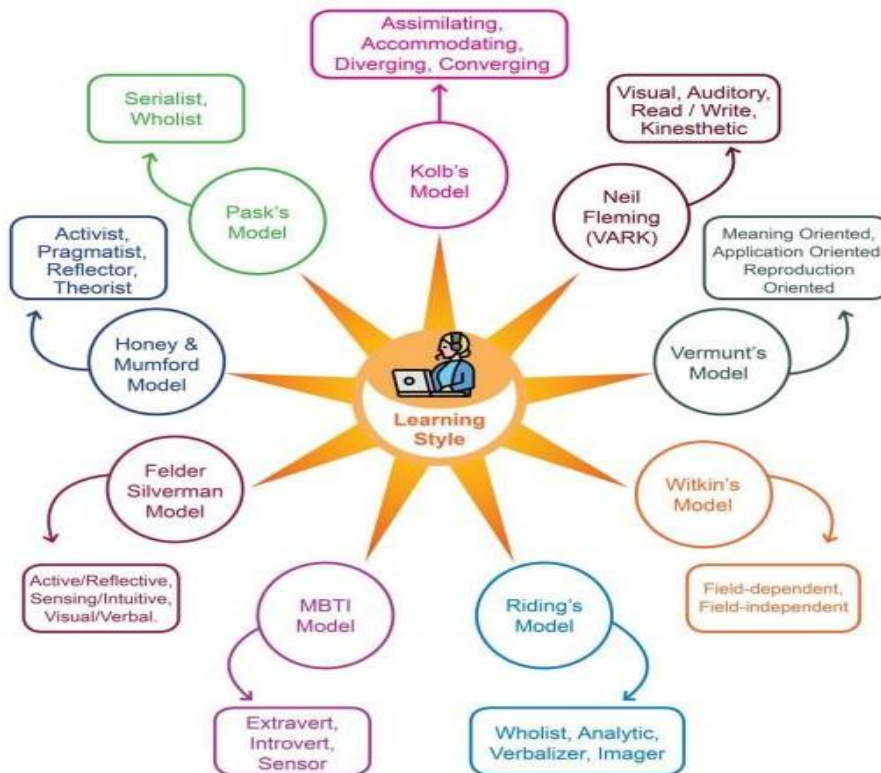 Assimilating,
Accommodating,
Diverging, Converging
Kolb's
Model
Visual, Auditory,
Read / Write,
Kinesthetic
Neil
Fleming
(VARK)
Meaning Oriented,
Application Oriented
Reproduction
Oriented
Vermunt's
Model
Witkin's
Model
Field-dependent,
Field-independent
Riding's
Model
Wholist, Analytic,
Verbalizer, Imager
MBTI
Model
Extravert,
Introvert,
Sensor
Felder
Silverman
Model
Active/Reflective,
Sensing/Intuitive,
Visual/Verbal.
Honey &
Mumford
Model
Activist,
Pragmatist,
Reflector,
Theorist
Pask's
Model
Serialist,
Wholist
Learning
Style